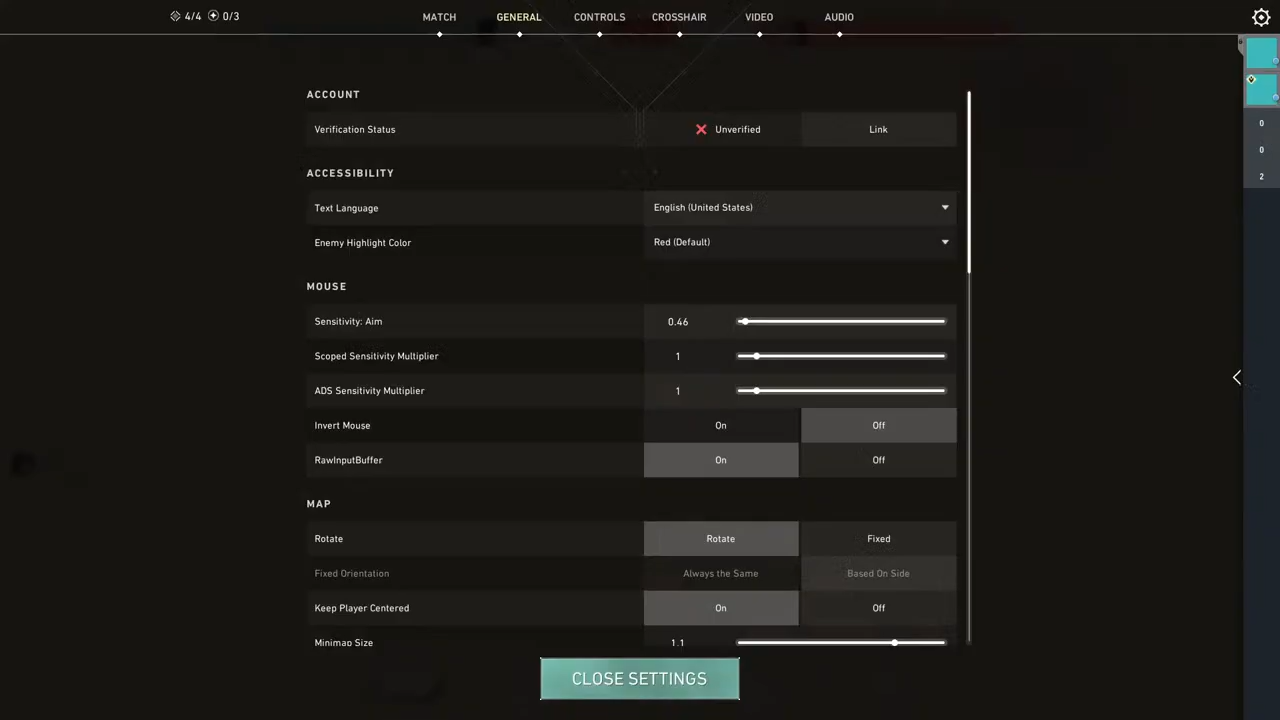 4/4 0/3
MATCH GENERAL CONTROLS CROSSHAIR VIDEO AUDIO
ACCOUNT
Verification Status Unverified Link
ACCESSIBILITY
Text Language English (United States)
Enemy Highlight Color Red (Default)
MOUSE
Sensitivity: Aim 0.46
Scoped Sensitivity Multiplier 1
ADS Sensitivity Multiplier 1
Invert Mouse On Off
RawInputBuffer On Off
MAP
Rotate Rotate Fixed
Fixed Orientation Always the Same Based On Side
Keep Player Centered On Off
Minimap Size 1.1
CLOSE SETTINGS
0
0
2